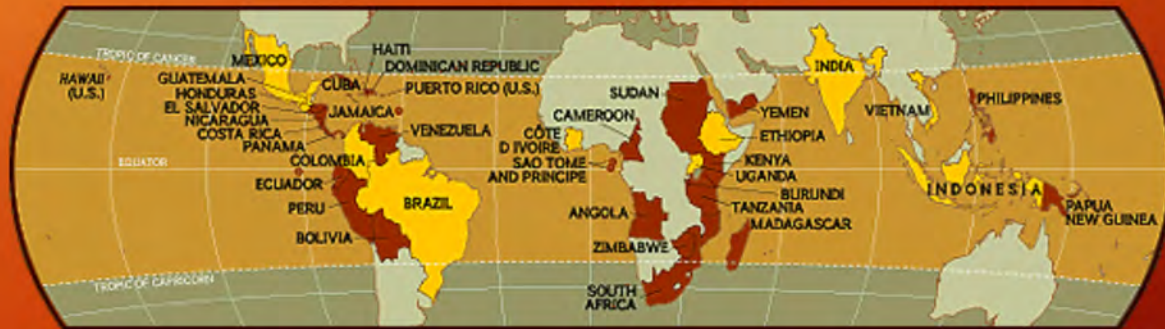 TROPIC OF CANCER
HAWAII
(U.S.)
MEXICO
GUATEMALA
HONDURAS
EL SALVADOR
NICARAGUA
COSTA RICA
PANAMA
CUBA
HAITI
DOMINICAN REPUBLIC
PUERTO RICO (U.S.)
JAMAICA
VENEZUELA
COLOMBIA
EQUATOR
ECUADOR
PERU
BRAZIL
BOLIVIA
SUDAN
CAMEROON
CÔTE
D IVOIRE
SAO TOME
AND PRINCIPE
YEMEN
ETHIOPIA
KENYA
UGANDA
BURUNDI
TANZANIA
MADAGASCAR
ANGOLA
ZIMBABWE
SOUTH
AFRICA
INDIA
VIETNAM
PHILIPPINES
INDONESIA
PAPUA
NEW GUINEA
TROPIC OF CAPRICORN